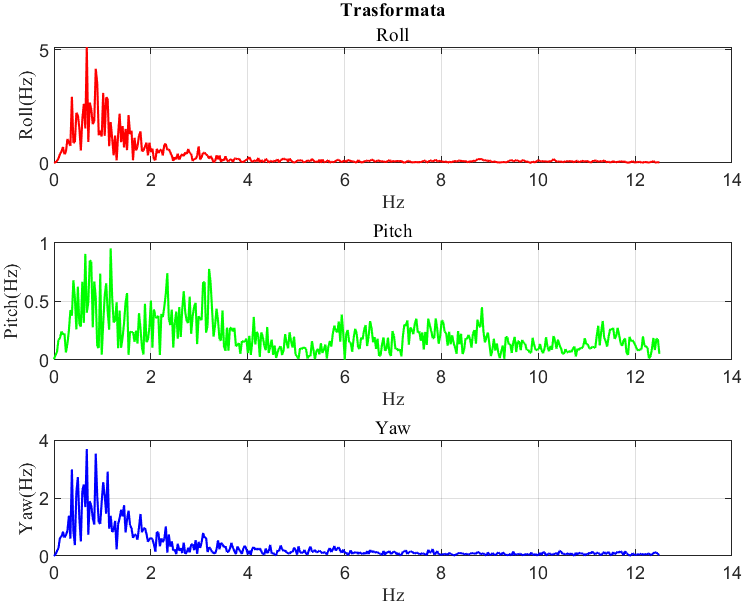 Trasformata
Roll
Roll(Hz)
5
0
0 2 4 6 8 10 12 14
Hz
Pitch
Pitch(Hz)
1
0.5
0
0 2 4 6 8 10 12 14
Hz
Yaw
Yaw(Hz)
4
2
0
0 2 4 6 8 10 12 14
Hz